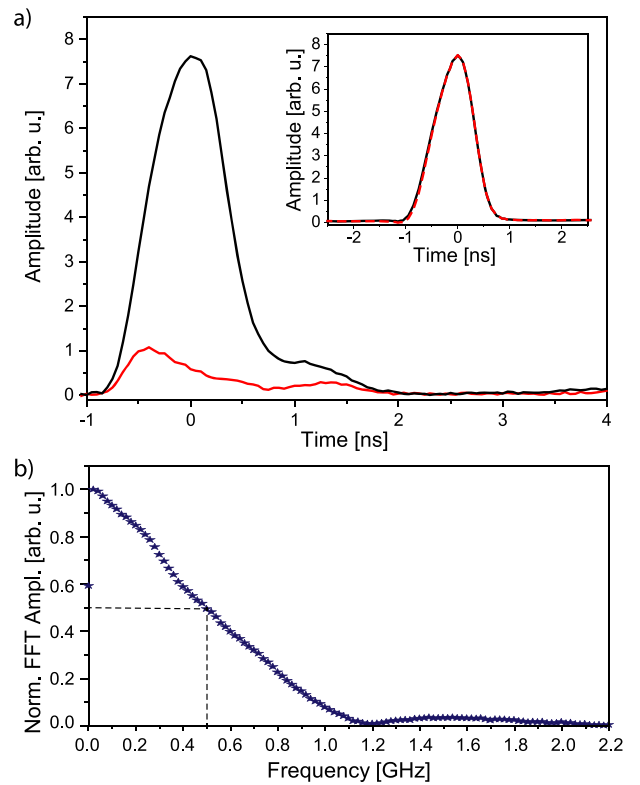 a)
Amplitude [arb. u.]
8
7
6
5
4
3
2
1
0
-1 0 1 2 3 4
Time [ns]
Amplitude [arb. u.]
8
7
6
5
4
3
2
1
0
-2 -1 0 1 2
Time [ns]
b)
Norm. FFT Ampl. [arb. u.]
1.0
0.8
0.6
0.4
0.2
0.0
0.0 0.2 0.4 0.6 0.8 1.0 1.2 1.4 1.6 1.8 2.0 2.2
Frequency [GHz]